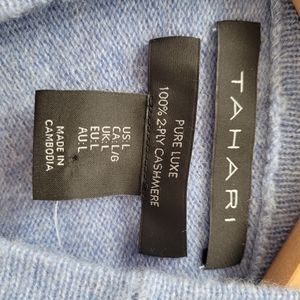 TAHARI
PURE LUXE
100% 2-PLY CASHMERE
US: L
CA: L/G
UK: L
EU: L
AU: L
MADE IN
CAMBODIA